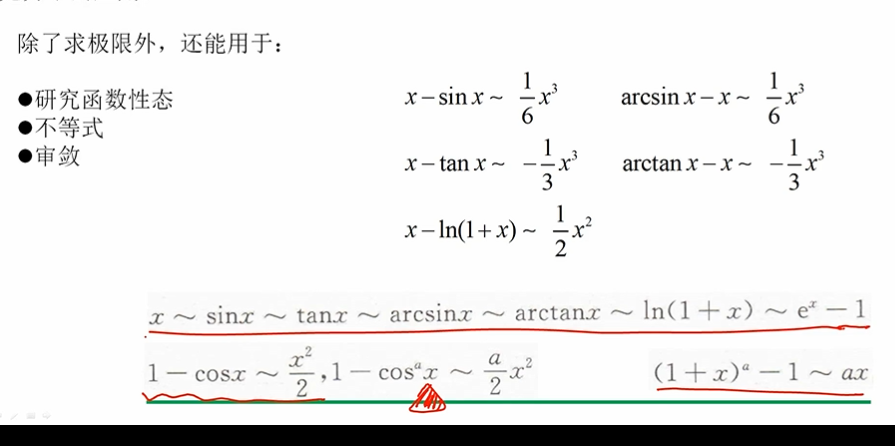 除了求极限外，还能用于：
●研究函数性态
●不等式
●审敛
x − sin x ~ 1/6 x³　arcsin x − x ~ 1/6 x³
x − tan x ~ −1/3 x³　arctan x − x ~ −1/3 x³
x − ln(1 + x) ~ 1/2 x²
x ~ sinx ~ tanx ~ arcsinx ~ arctanx ~ ln(1 + x) ~ eˣ − 1
1 − cosx ~ x²/2, 1 − cosᵃx ~ a/2 x²　(1 + x)ᵃ − 1 ~ ax